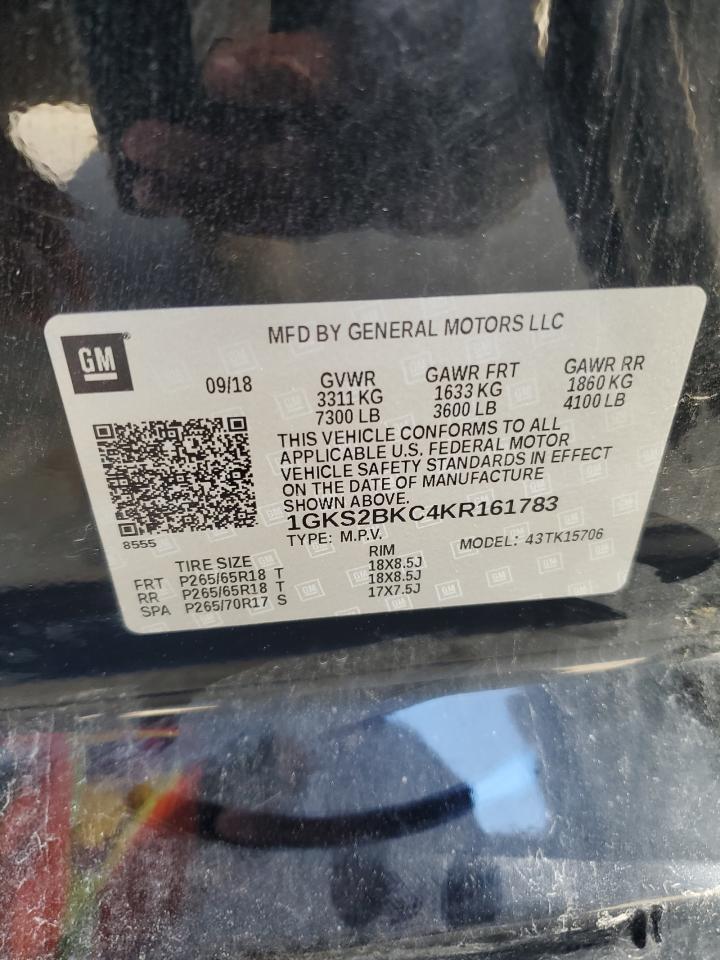 GM
MFD BY GENERAL MOTORS LLC
09/18
GVWR
3311 KG
7300 LB
GAWR FRT
1633 KG
3600 LB
GAWR RR
1860 KG
4100 LB
THIS VEHICLE CONFORMS TO ALL
APPLICABLE U.S. FEDERAL MOTOR
VEHICLE SAFETY STANDARDS IN EFFECT
ON THE DATE OF MANUFACTURE
SHOWN ABOVE.
1GKS2BKC4KR161783
8555
TYPE: M.P.V.
MODEL: 43TK15706
TIRE SIZE RIM
FRT P265/65R18 T 18X8.5J
RR P265/65R18 T 18X8.5J
SPA P265/70R17 S 17X7.5J